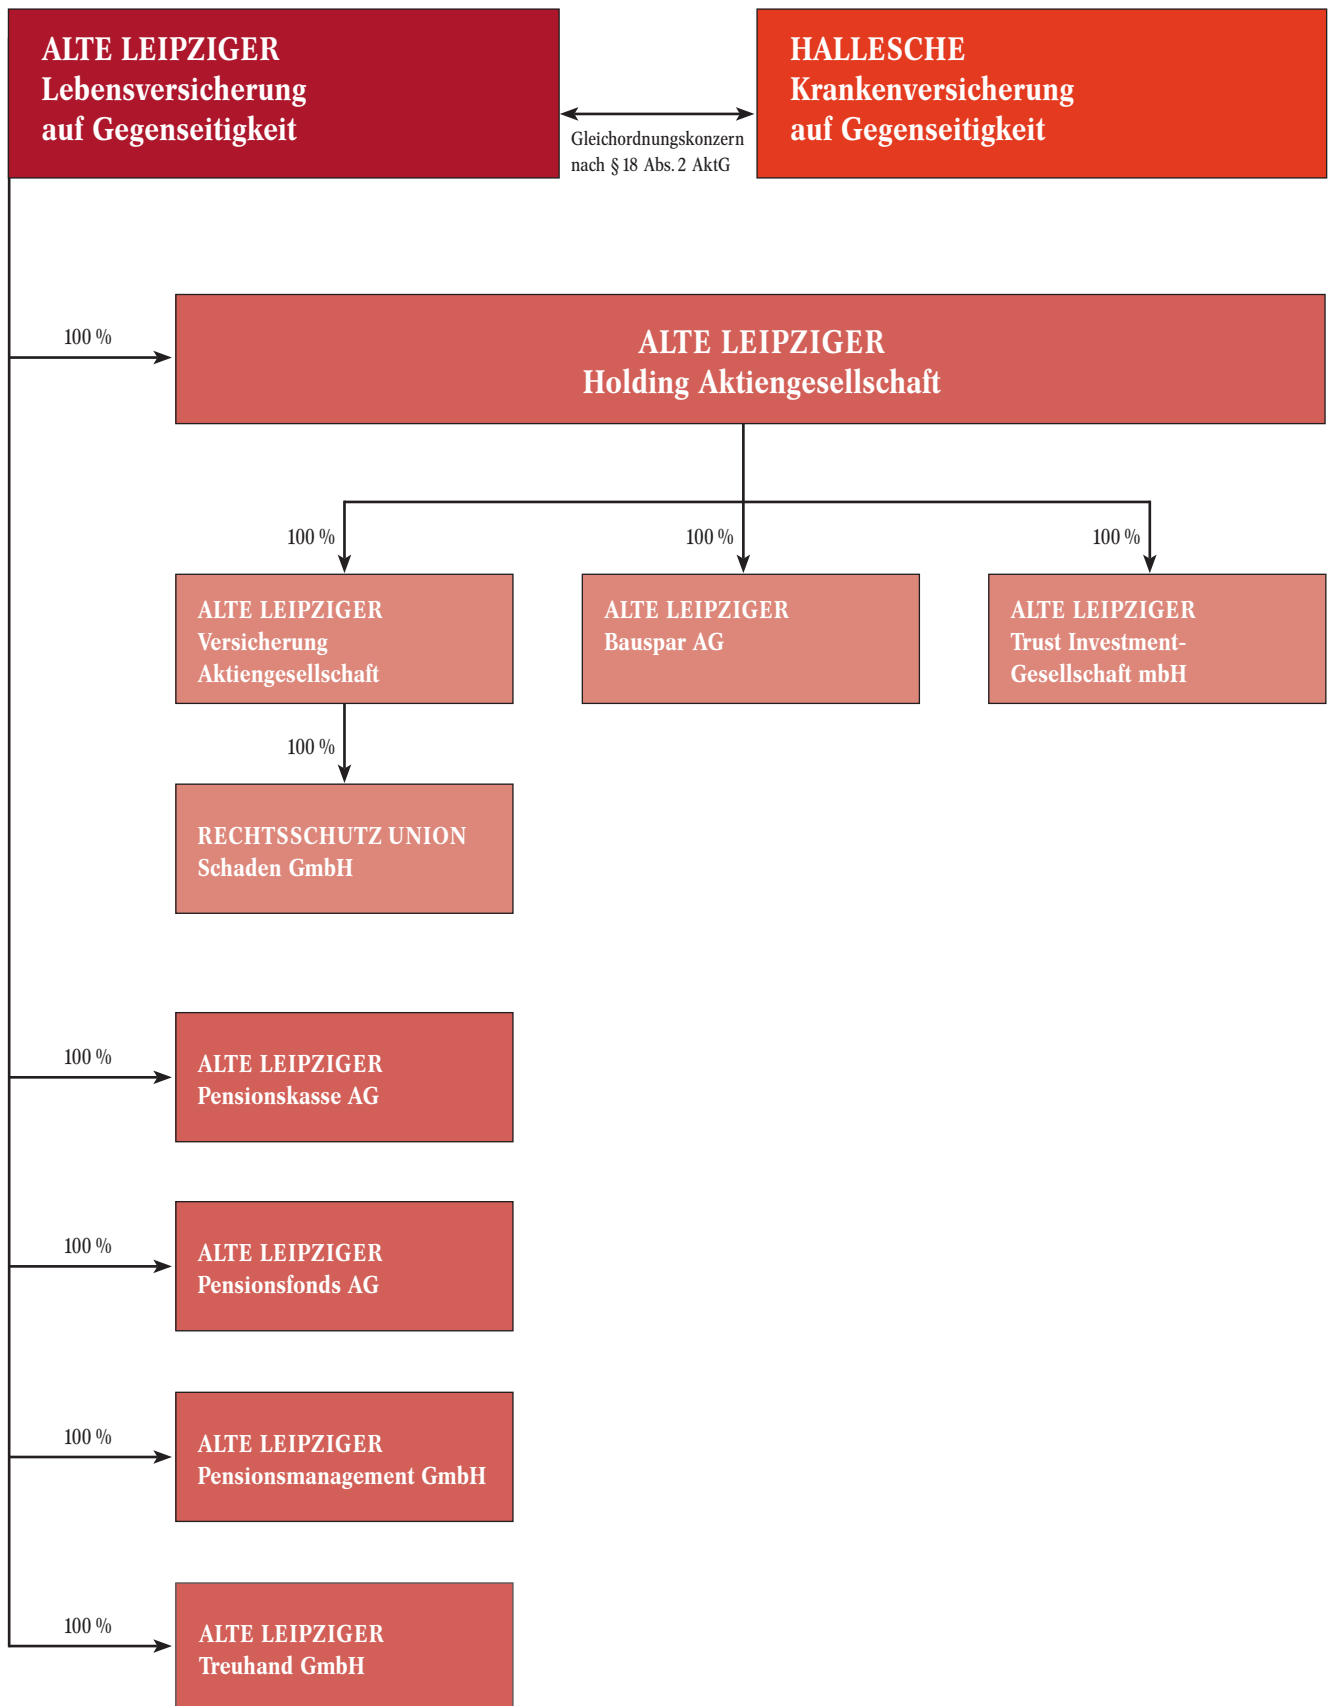 ALTE LEIPZIGER
Lebensversicherung
auf Gegenseitigkeit
Gleichordnungskonzern
nach § 18 Abs. 2 AktG
HALLESCHE
Krankenversicherung
auf Gegenseitigkeit
100 %
ALTE LEIPZIGER
Holding Aktiengesellschaft
100 %
100 %
100 %
ALTE LEIPZIGER
Versicherung
Aktiengesellschaft
ALTE LEIPZIGER
Bauspar AG
ALTE LEIPZIGER
Trust Investment-
Gesellschaft mbH
100 %
RECHTSSCHUTZ UNION
Schaden GmbH
100 %
ALTE LEIPZIGER
Pensionskasse AG
100 %
ALTE LEIPZIGER
Pensionsfonds AG
100 %
ALTE LEIPZIGER
Pensionsmanagement GmbH
100 %
ALTE LEIPZIGER
Treuhand GmbH